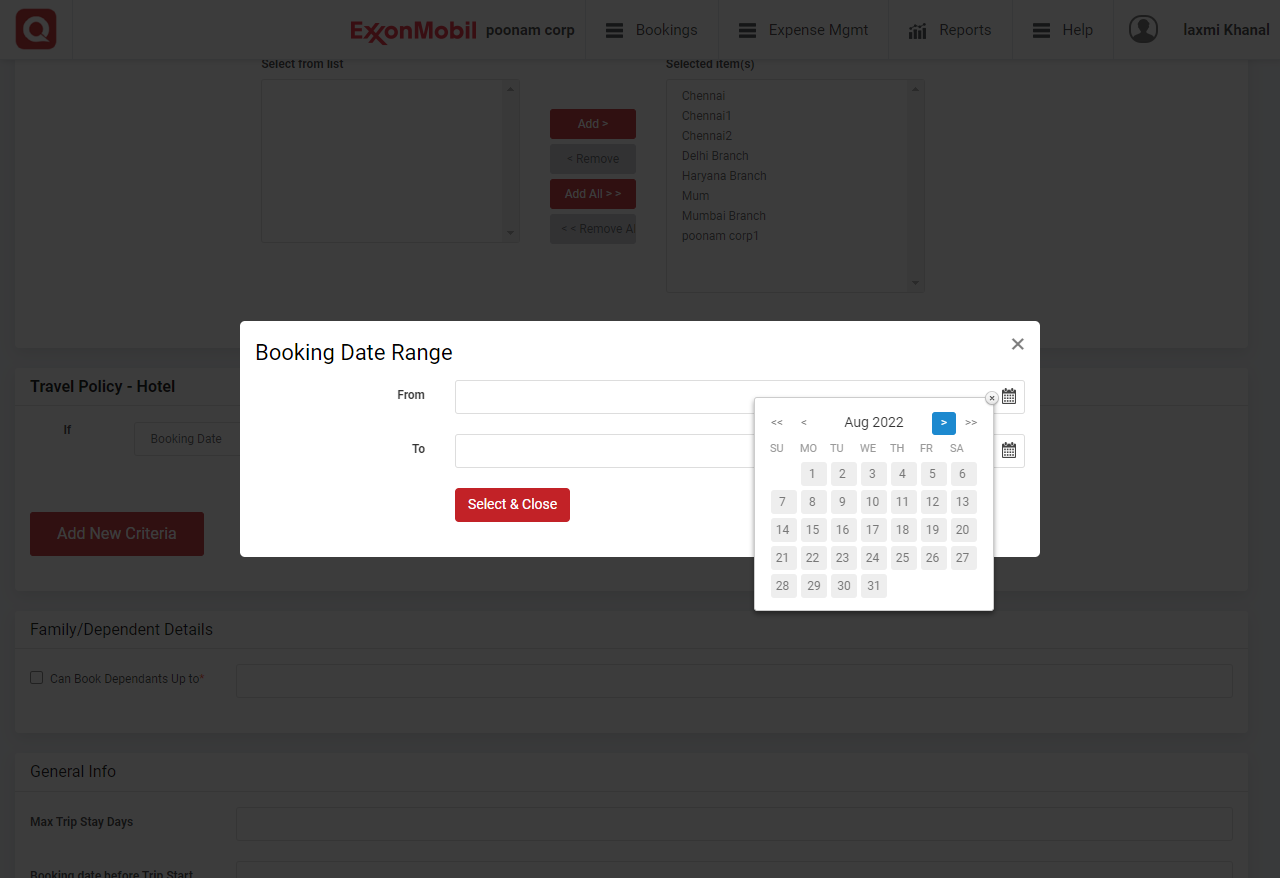 ExxonMobil poonam corp Bookings Expense Mgmt Reports Help laxmi Khanal
Select from list
Selected item(s)
Add >
< Remove
Add All > >
< < Remove Al
Chennai
Chennai1
Chennai2
Delhi Branch
Haryana Branch
Mum
Mumbai Branch
poonam corp1
Booking Date Range
From
To
Select & Close
<< < Aug 2022 > >>
SU MO TU WE TH FR SA
1 2 3 4 5 6
7 8 9 10 11 12 13
14 15 16 17 18 19 20
21 22 23 24 25 26 27
28 29 30 31
Travel Policy - Hotel
If Booking Date
Add New Criteria
Family/Dependent Details
Can Book Dependants Up to*
General Info
Max Trip Stay Days
Booking date before Trip Start